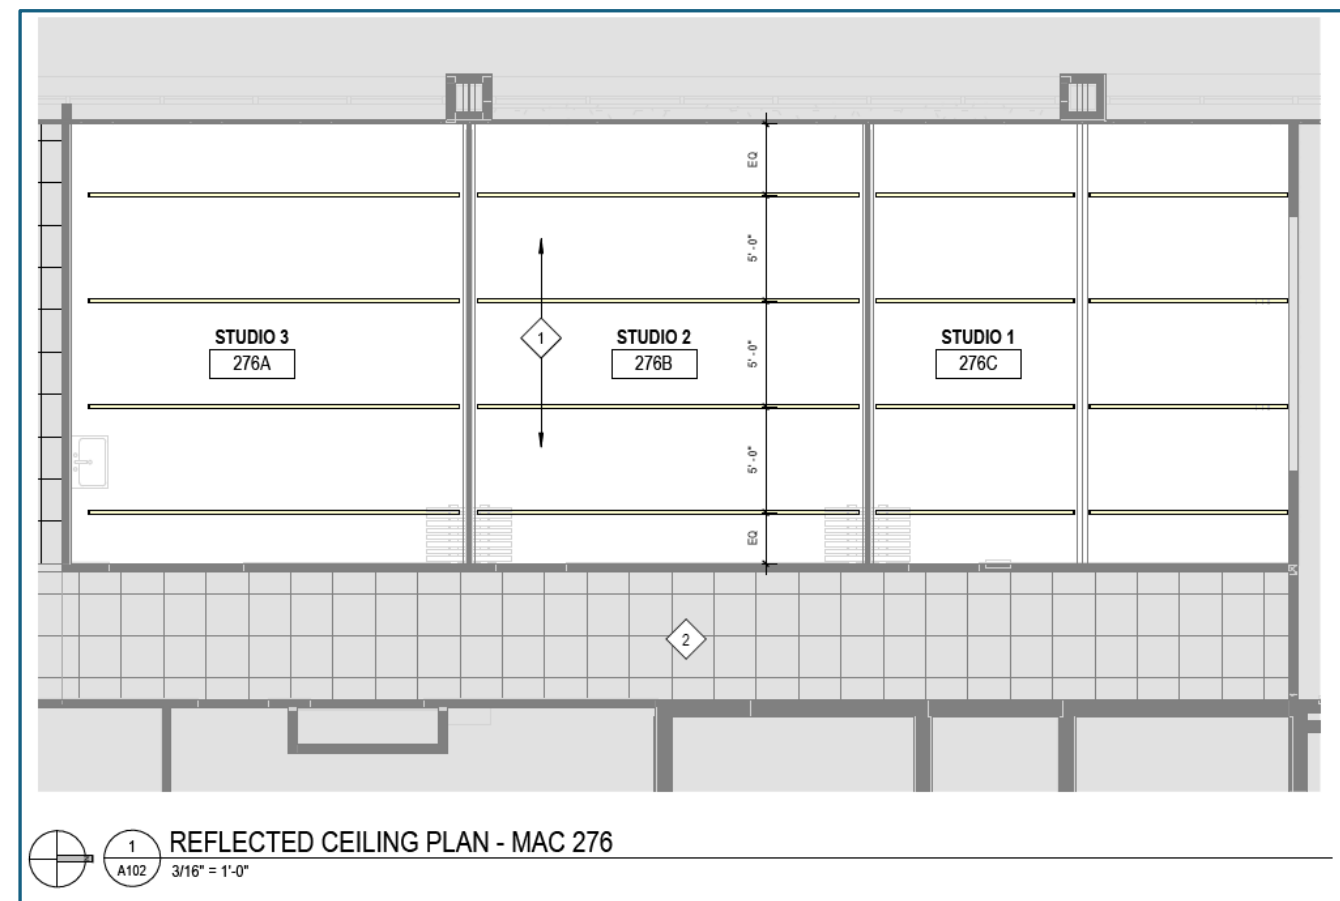 EQ
5'-0"
STUDIO 3
276A
1
STUDIO 2
276B
5'-0"
STUDIO 1
276C
5'-0"
EQ
2
1
A102
REFLECTED CEILING PLAN - MAC 276
3/16" = 1'-0"